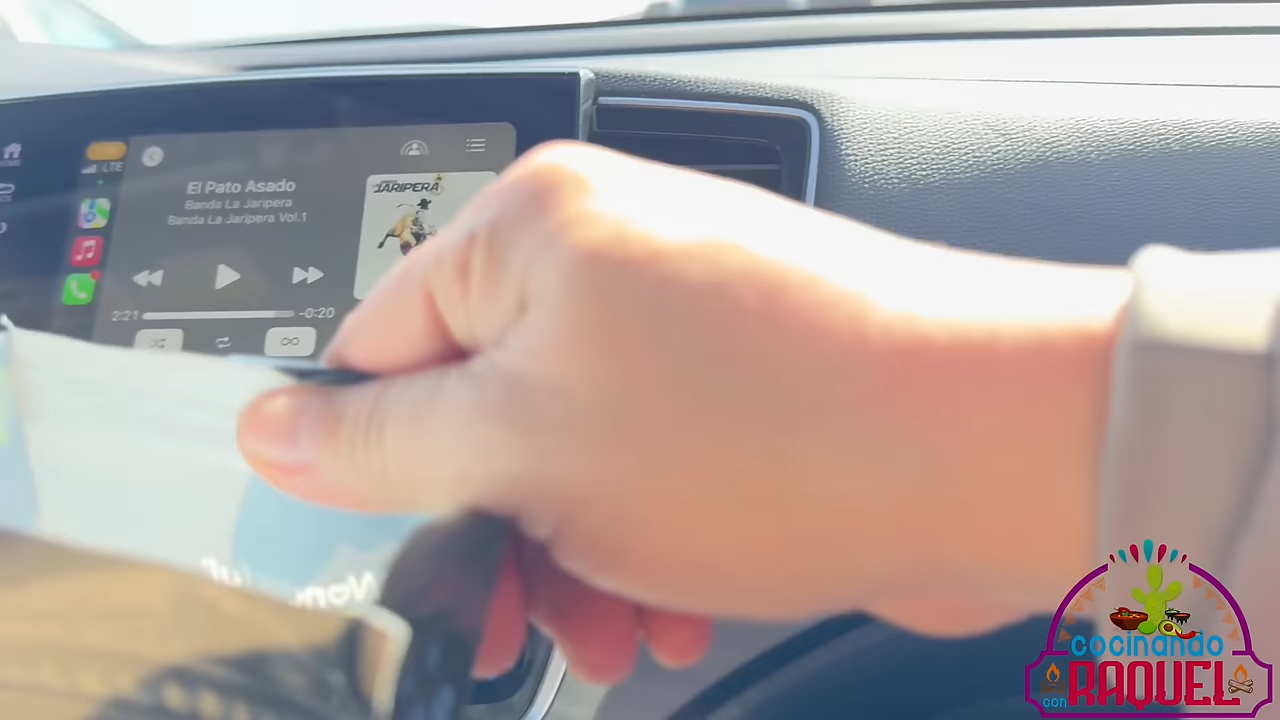 LTE
El Pato Asado
Banda La Jaripera
Banda La Jaripera Vol.1
JARIPERA
2:21
-0:20
cocinando
con RAQUEL